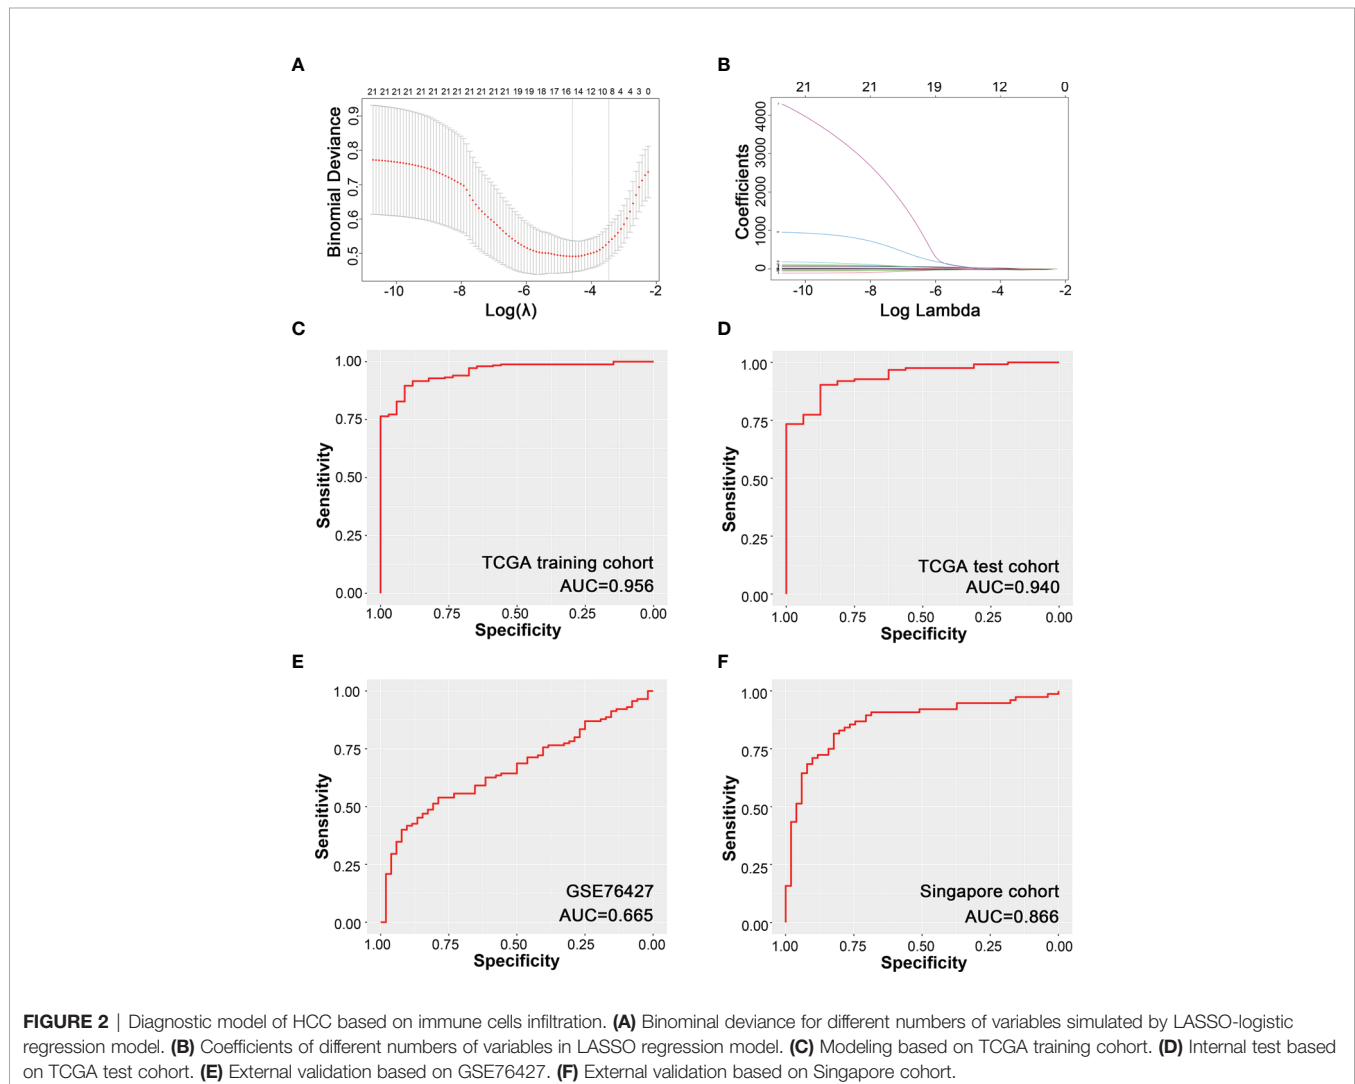 A
21 21 21 21 21 21 21 21 21 21 21 21 19 19 18 17 16 14 12 10 8 4 4 3 0
Binomial Deviance
0.9
0.8
0.7
0.6
0.5
-10 -8 -6 -4 -2
Log(λ)
B
21 21 19 12 0
Coefficients
4000
3000
2000
1000
0
-10 -8 -6 -4 -2
Log Lambda
C
Sensitivity
1.00
0.75
0.50
0.25
0.00
TCGA training cohort
AUC=0.956
1.00 0.75 0.50 0.25 0.00
Specificity
D
Sensitivity
1.00
0.75
0.50
0.25
0.00
TCGA test cohort
AUC=0.940
1.00 0.75 0.50 0.25 0.00
Specificity
E
Sensitivity
1.00
0.75
0.50
0.25
0.00
GSE76427
AUC=0.665
1.00 0.75 0.50 0.25 0.00
Specificity
F
Sensitivity
1.00
0.75
0.50
0.25
0.00
Singapore cohort
AUC=0.866
1.00 0.75 0.50 0.25 0.00
Specificity
FIGURE 2 | Diagnostic model of HCC based on immune cells infiltration. (A) Binominal deviance for different numbers of variables simulated by LASSO-logistic
regression model. (B) Coefficients of different numbers of variables in LASSO regression model. (C) Modeling based on TCGA training cohort. (D) Internal test based
on TCGA test cohort. (E) External validation based on GSE76427. (F) External validation based on Singapore cohort.